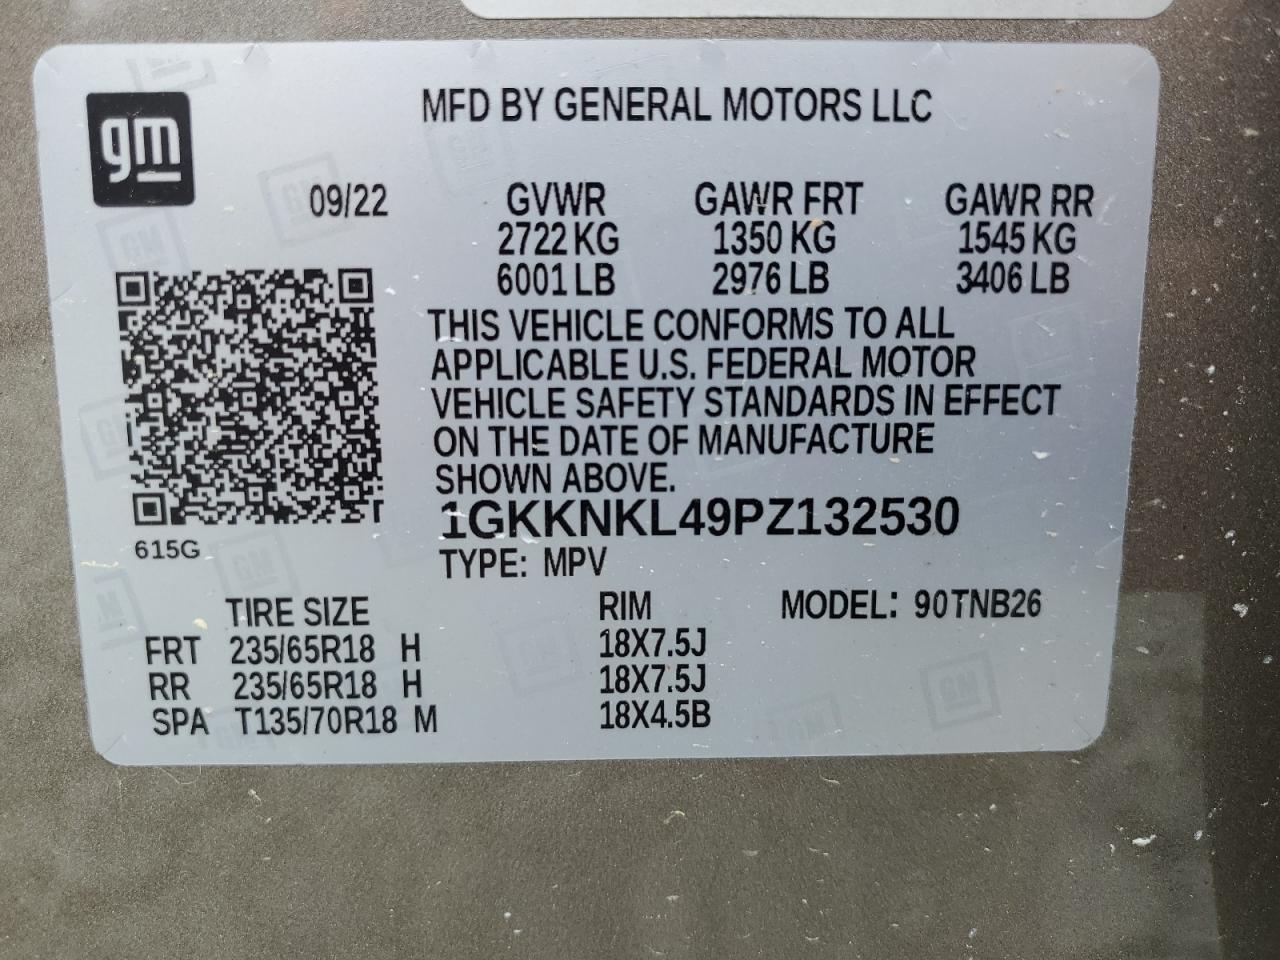 MFD BY GENERAL MOTORS LLC
gm
09/22 GVWR GAWR FRT GAWR RR
2722 KG 1350 KG 1545 KG
6001 LB 2976 LB 3406 LB
THIS VEHICLE CONFORMS TO ALL
APPLICABLE U.S. FEDERAL MOTOR
VEHICLE SAFETY STANDARDS IN EFFECT
ON THE DATE OF MANUFACTURE
SHOWN ABOVE.
1GKKNKL49PZ132530
615G
TYPE: MPV
TIRE SIZE RIM MODEL: 90TNB26
FRT 235/65R18 H 18X7.5J
RR 235/65R18 H 18X7.5J
SPA T135/70R18 M 18X4.5B